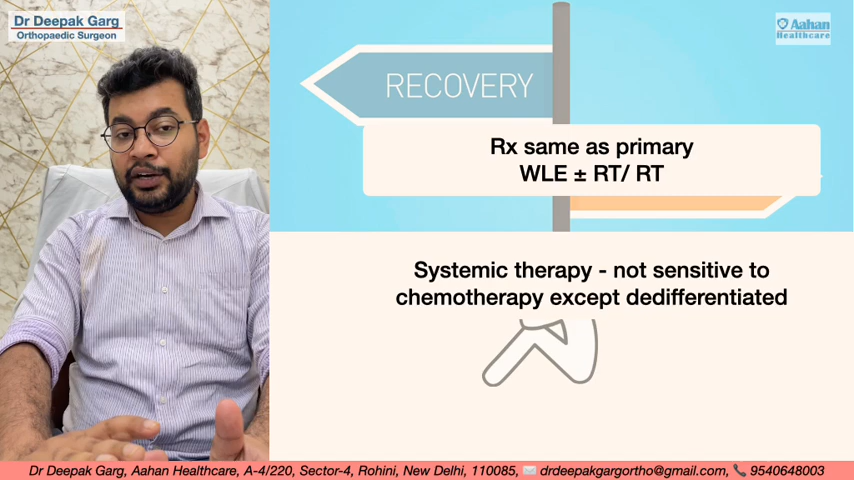 Dr Deepak Garg
Orthopaedic Surgeon
Aahan
Healthcare
RECOVERY
Rx same as primary
WLE ± RT/ RT
Systemic therapy - not sensitive to
chemotherapy except dedifferentiated
Dr Deepak Garg, Aahan Healthcare, A-4/220, Sector-4, Rohini, New Delhi, 110085, ✉️ drdeepakgargortho@gmail.com, 📞 9540648003